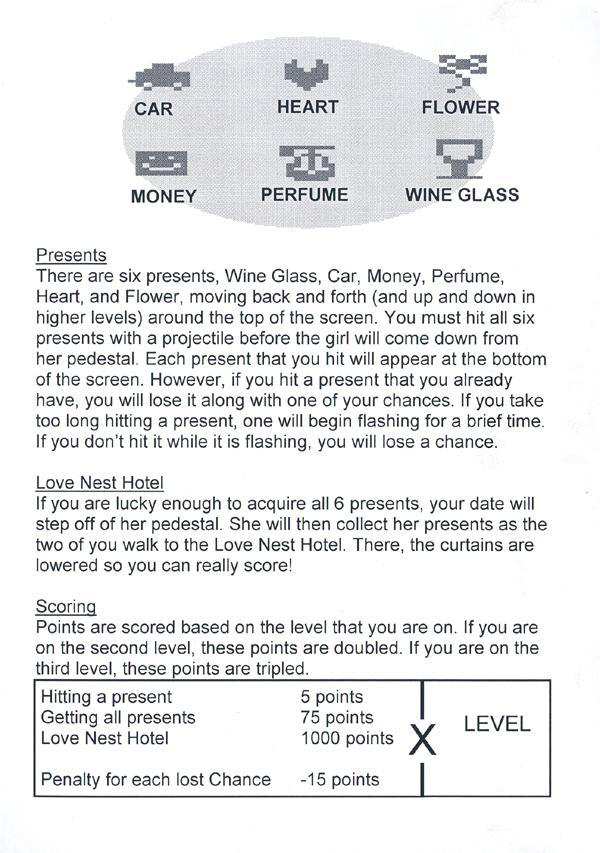 CAR HEART FLOWER
MONEY PERFUME WINE GLASS
Presents
There are six presents, Wine Glass, Car, Money, Perfume,
Heart, and Flower, moving back and forth (and up and down in
higher levels) around the top of the screen. You must hit all six
presents with a projectile before the girl will come down from
her pedestal. Each present that you hit will appear at the bottom
of the screen. However, if you hit a present that you already
have, you will lose it along with one of your chances. If you take
too long hitting a present, one will begin flashing for a brief time.
If you don't hit it while it is flashing, you will lose a chance.
Love Nest Hotel
If you are lucky enough to acquire all 6 presents, your date will
step off of her pedestal. She will then collect her presents as the
two of you walk to the Love Nest Hotel. There, the curtains are
lowered so you can really score!
Scoring
Points are scored based on the level that you are on. If you are
on the second level, these points are doubled. If you are on the
third level, these points are tripled.
Hitting a present 5 points
Getting all presents 75 points
Love Nest Hotel 1000 points
Penalty for each lost Chance -15 points
X LEVEL